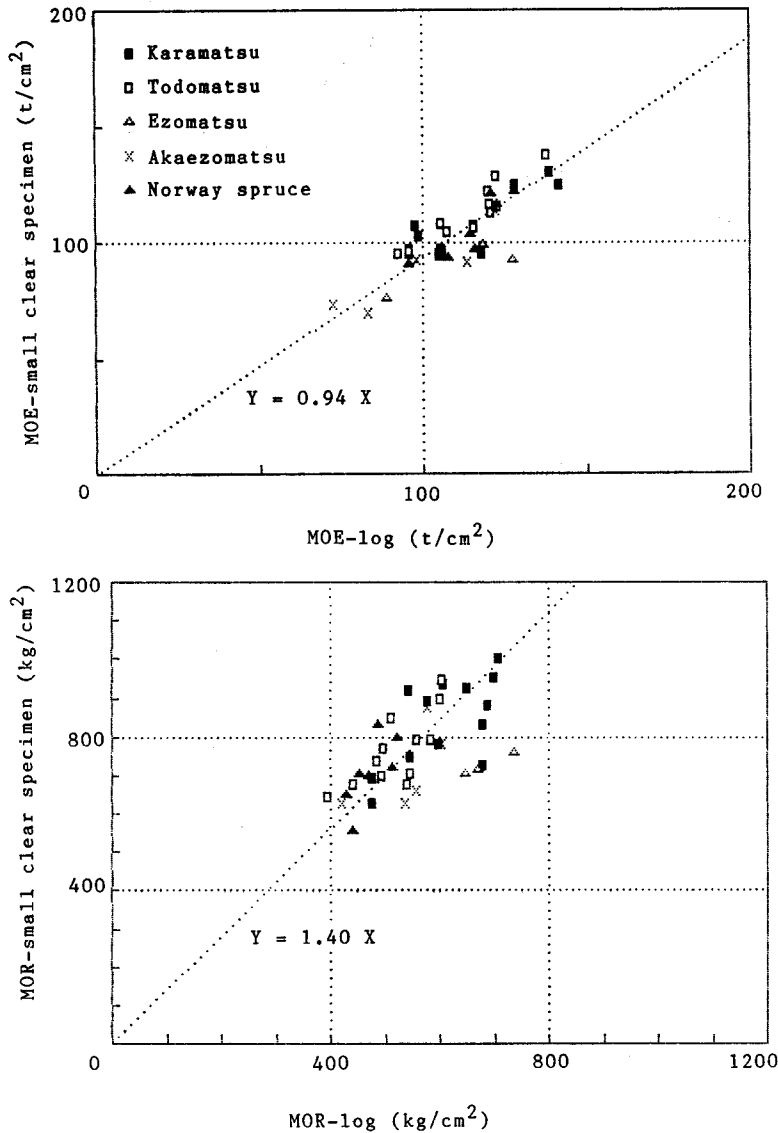 200
Karamatsu
Todomatsu
Ezomatsu
Akaezomatsu
Norway spruce
100
MOE-small clear specimen (t/cm²)
Y = 0.94 X
0
100
200
MOE-log (t/cm²)
1200
800
400
MOR-small clear specimen (kg/cm²)
Y = 1.40 X
0
400
800
1200
MOR-log (kg/cm²)